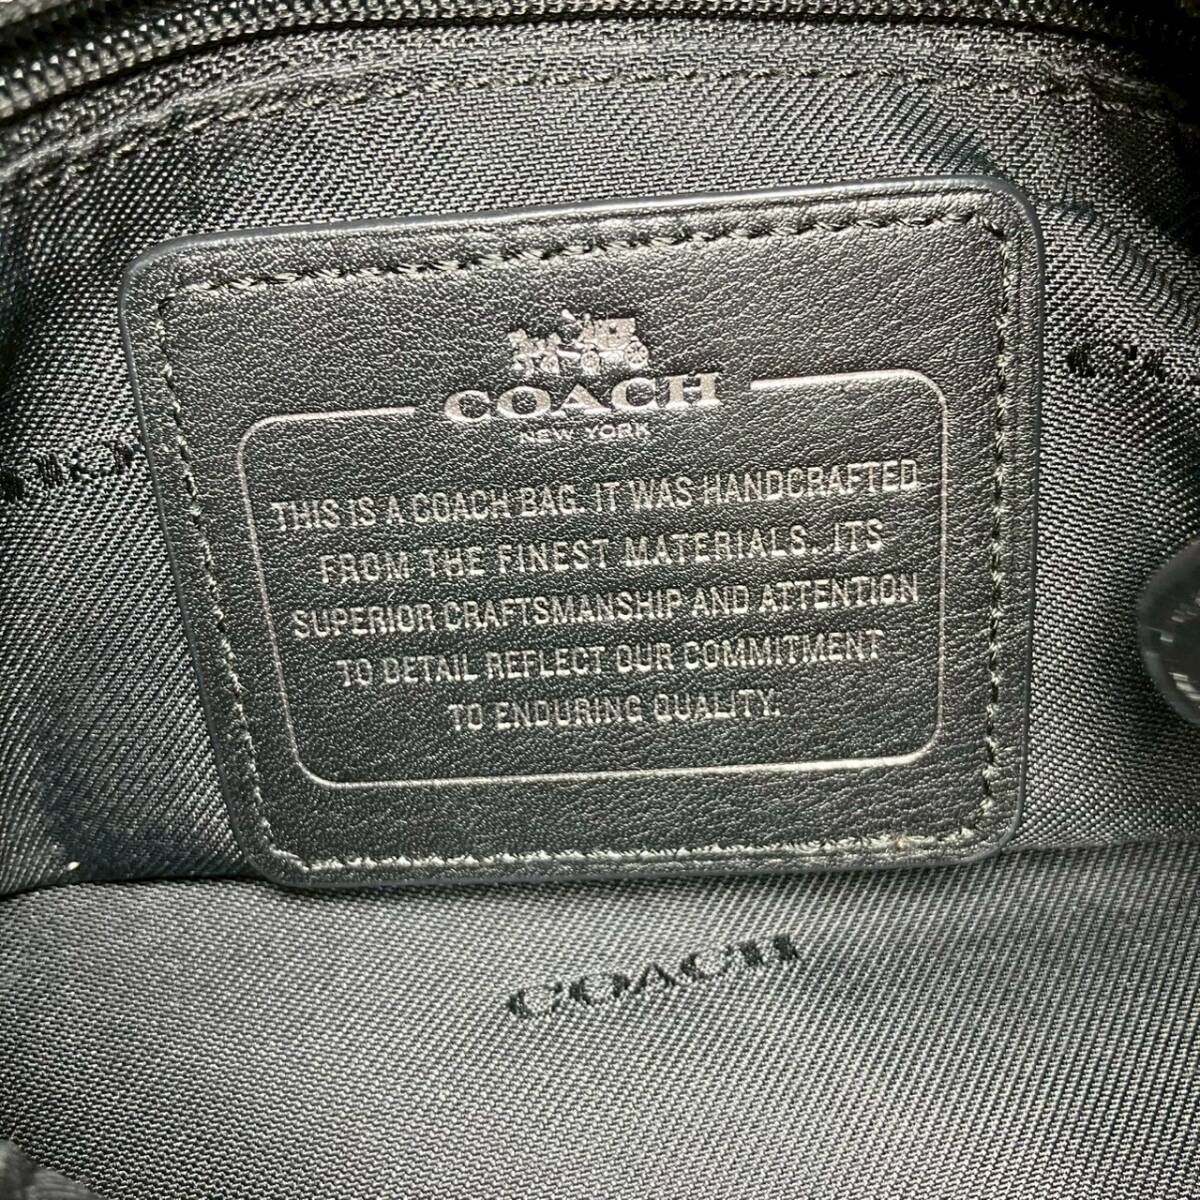 COACH
NEW YORK
THIS IS A COACH BAG. IT WAS HANDCRAFTED
FROM THE FINEST MATERIALS. ITS
SUPERIOR CRAFTSMANSHIP AND ATTENTION
TO DETAIL REFLECT OUR COMMITMENT
TO ENDURING QUALITY.
COACH